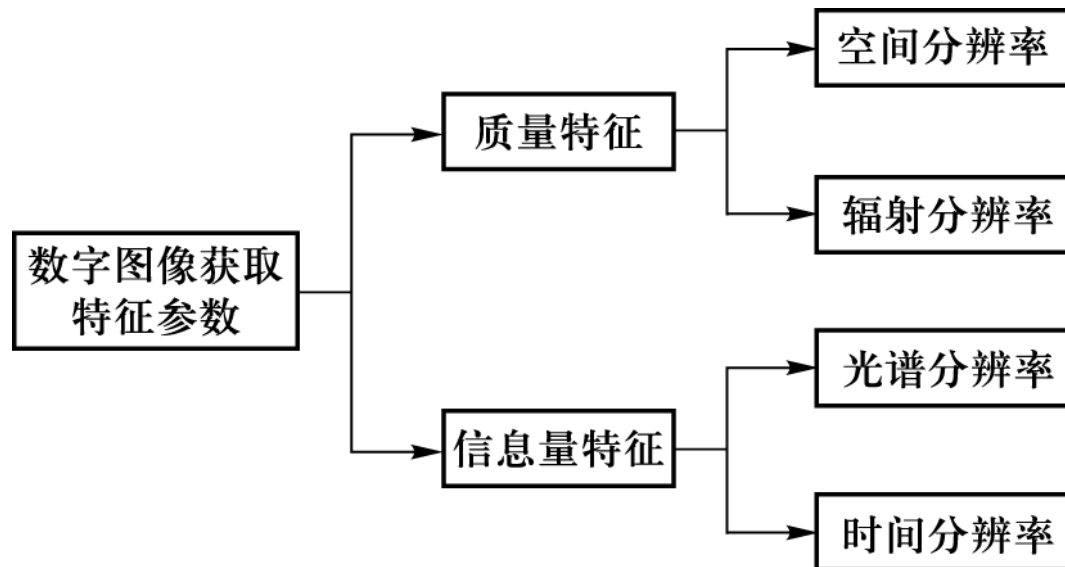 空间分辨率
质量特征
辐射分辨率
数字图像获取
特征参数
光谱分辨率
信息量特征
时间分辨率